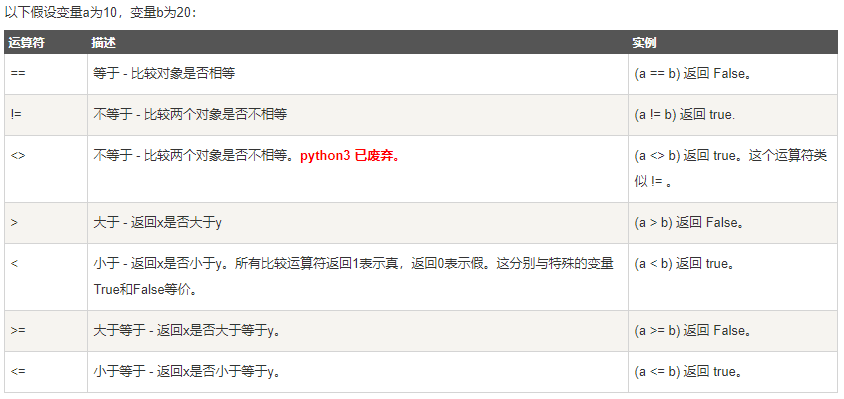 以下假设变量a为10，变量b为20：
运算符 描述 实例
== 等于 - 比较对象是否相等 (a == b) 返回 False。
!= 不等于 - 比较两个对象是否不相等 (a != b) 返回 true.
<> 不等于 - 比较两个对象是否不相等。python3 已废弃。 (a <> b) 返回 true。这个运算符类
似 != 。
> 大于 - 返回x是否大于y (a > b) 返回 False。
< 小于 - 返回x是否小于y。所有比较运算符返回1表示真，返回0表示假。这分别与特殊的变量 (a < b) 返回 true。
True和False等价。
>= 大于等于 - 返回x是否大于等于y。 (a >= b) 返回 False。
<= 小于等于 - 返回x是否小于等于y。 (a <= b) 返回 true。